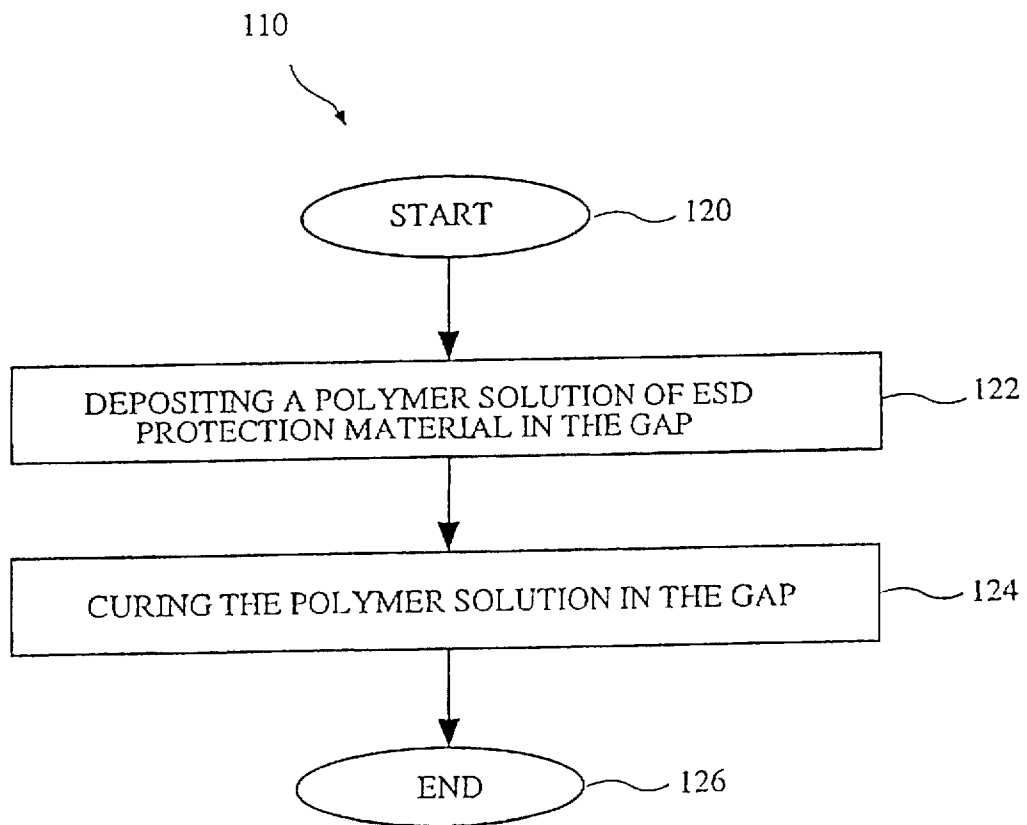 110
START
120
DEPOSITING A POLYMER SOLUTION OF ESD
PROTECTION MATERIAL IN THE GAP
122
CURING THE POLYMER SOLUTION IN THE GAP
124
END
126